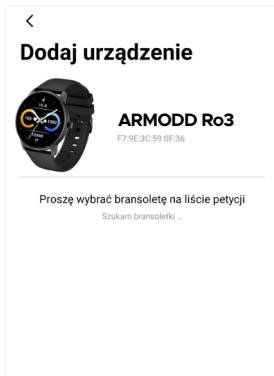 Dodaj urządzenie
ARMODD Ro3
F7:9E:3C:59:0F:36
Proszę wybrać bransoletę na liście petycji
Szukam bransoletki ...